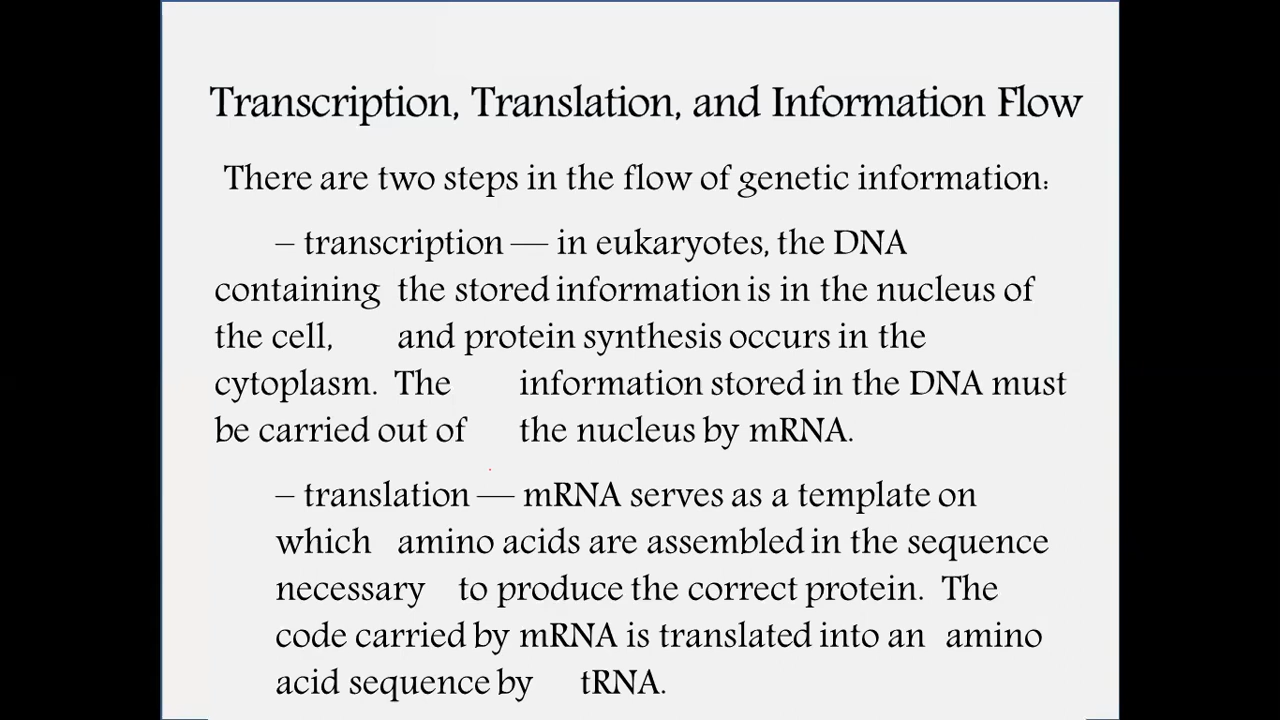 Transcription, Translation, and Information Flow
There are two steps in the flow of genetic information:
– transcription — in eukaryotes, the DNA
containing the stored information is in the nucleus of
the cell, and protein synthesis occurs in the
cytoplasm. The information stored in the DNA must
be carried out of the nucleus by mRNA.
– translation — mRNA serves as a template on
which amino acids are assembled in the sequence
necessary to produce the correct protein. The
code carried by mRNA is translated into an amino
acid sequence by tRNA.